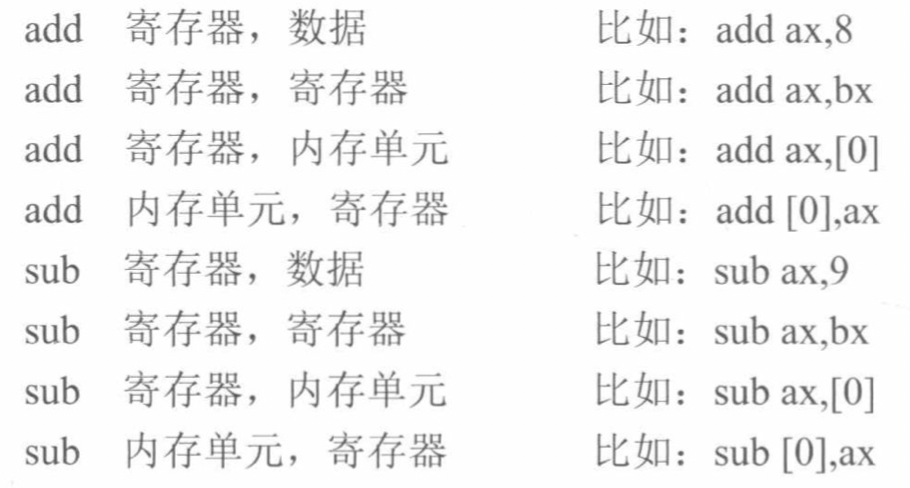 add 寄存器，数据 比如：add ax,8
add 寄存器，寄存器 比如：add ax,bx
add 寄存器，内存单元 比如：add ax,[0]
add 内存单元，寄存器 比如：add [0],ax
sub 寄存器，数据 比如：sub ax,9
sub 寄存器，寄存器 比如：sub ax,bx
sub 寄存器，内存单元 比如：sub ax,[0]
sub 内存单元，寄存器 比如：sub [0],ax